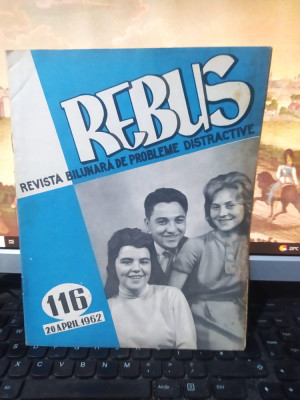 REBUS
REVISTA BILUNARĂ DE PROBLEME DISTRACTIVE
116
20 APRIL 1962